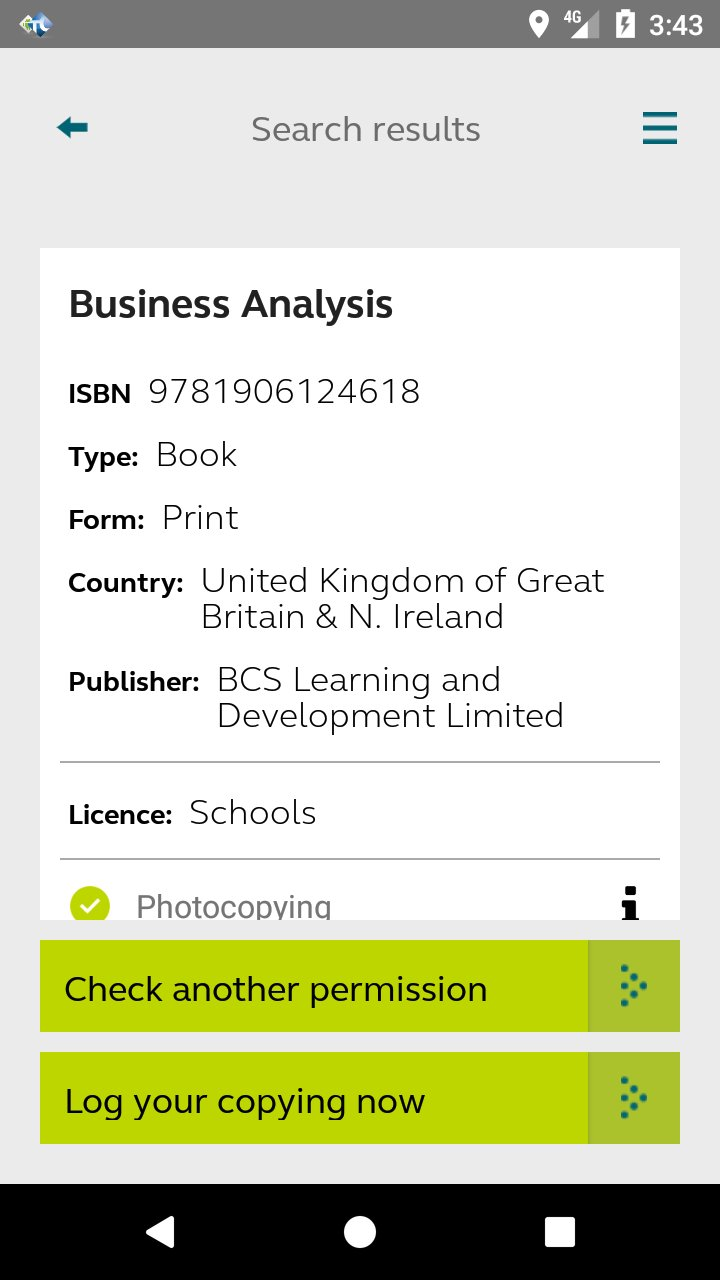 4G 3:43
Search results
Business Analysis
ISBN 9781906124618
Type: Book
Form: Print
Country: United Kingdom of Great
Britain & N. Ireland
Publisher: BCS Learning and
Development Limited
Licence: Schools
Photocopying
Check another permission
Log your copying now